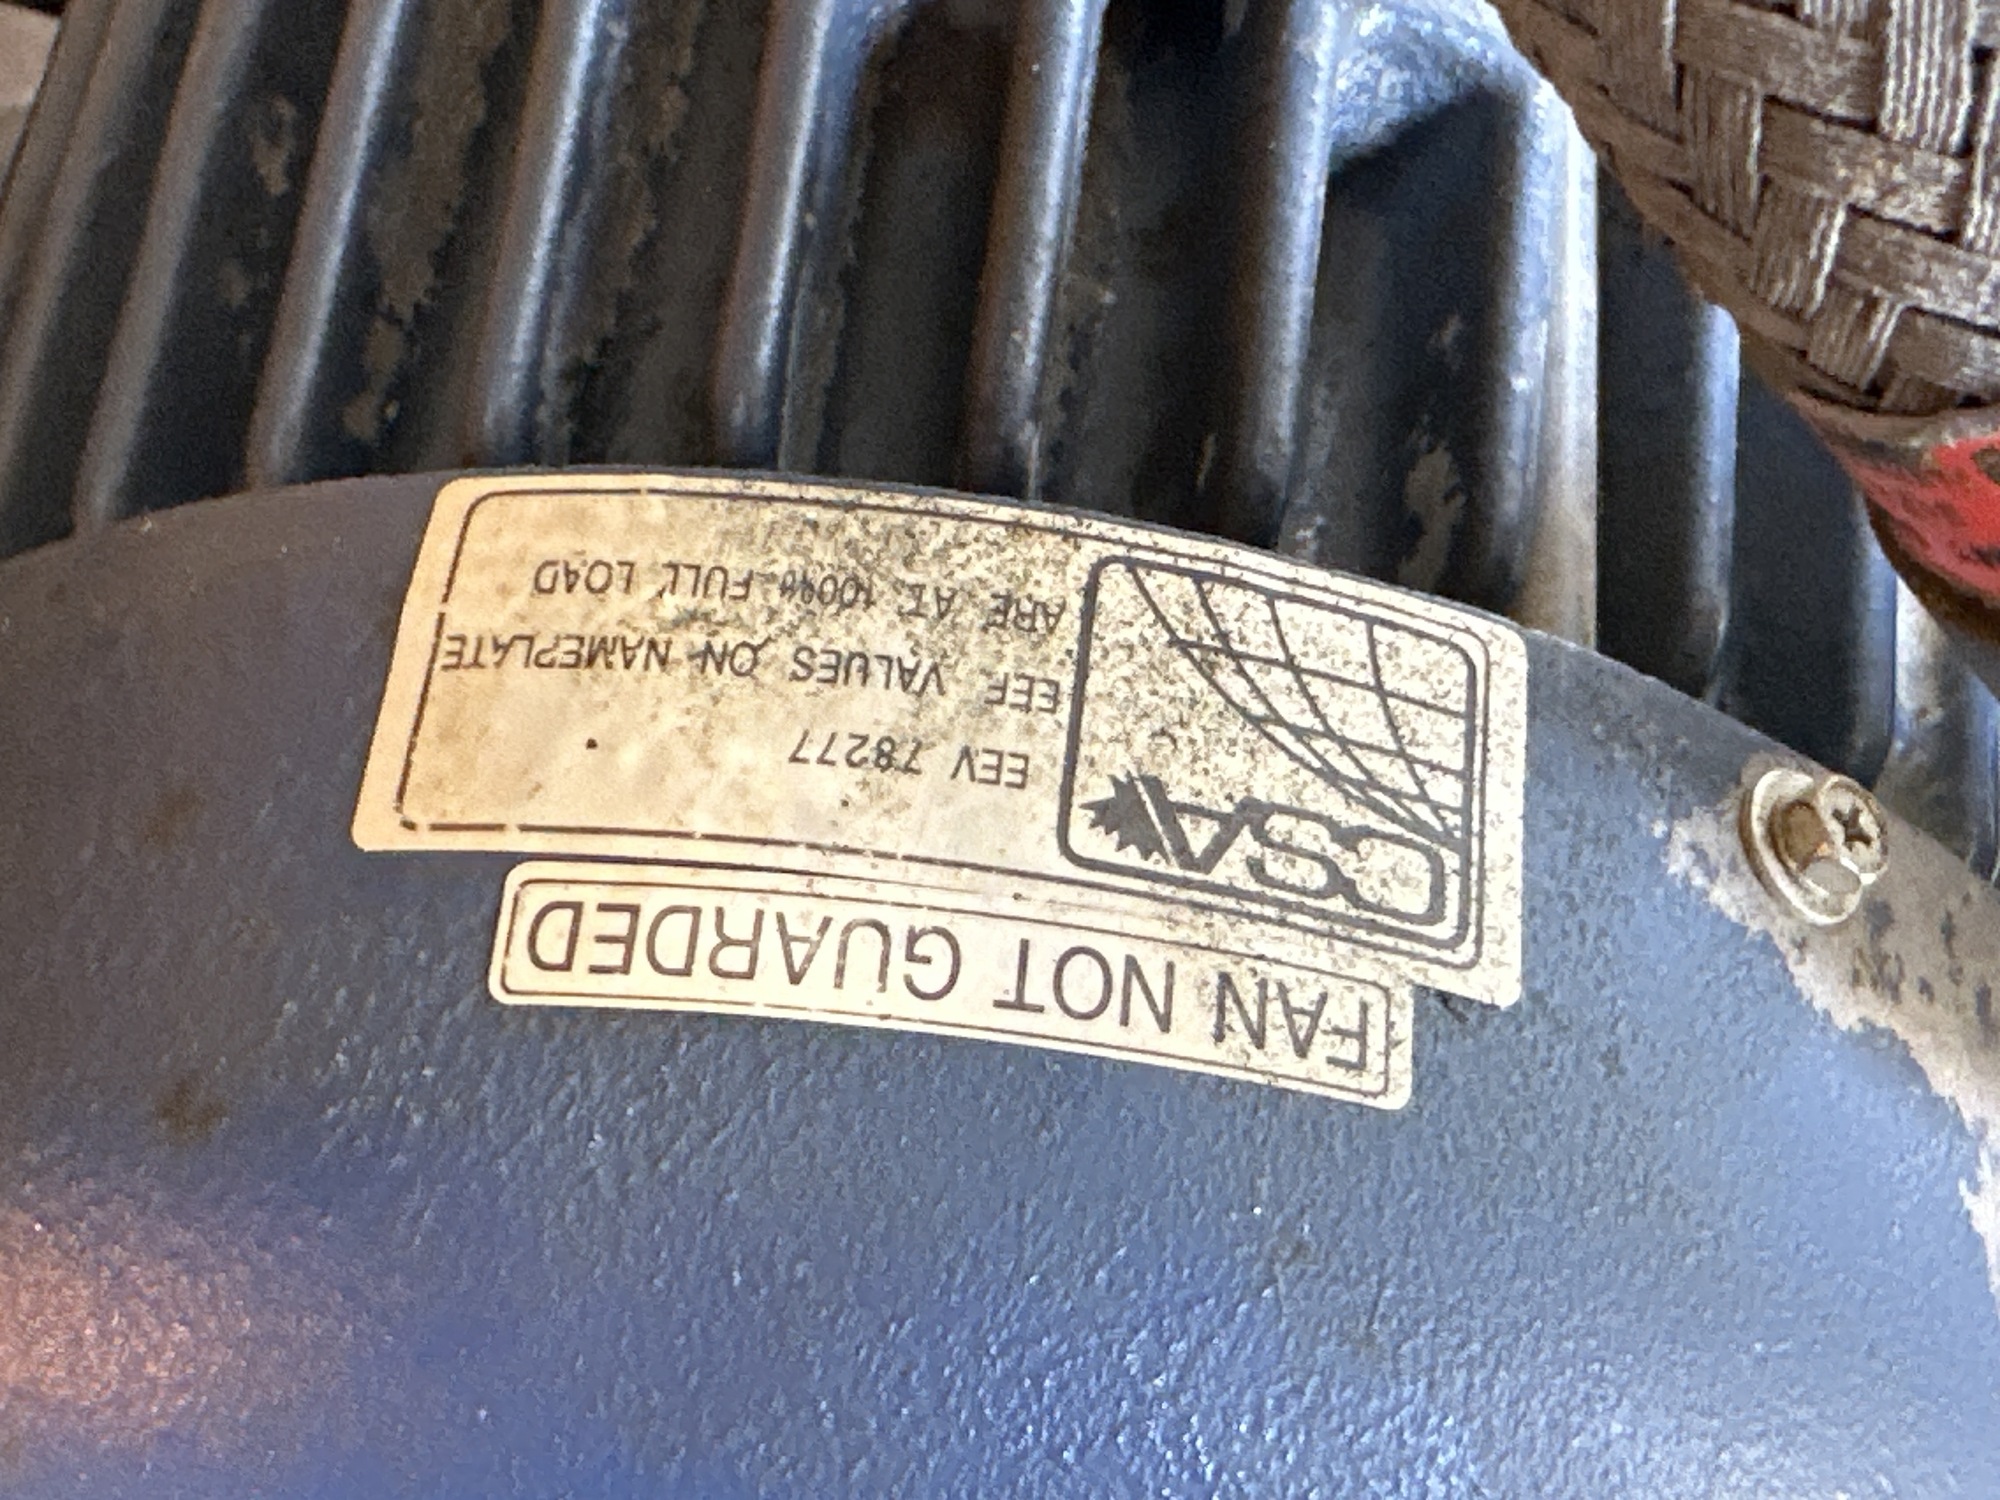 FAN NOT GUARDED
CSA
EEV 78277
EEF VALUES ON NAMEPLATE
ARE AT 100% FULL LOAD